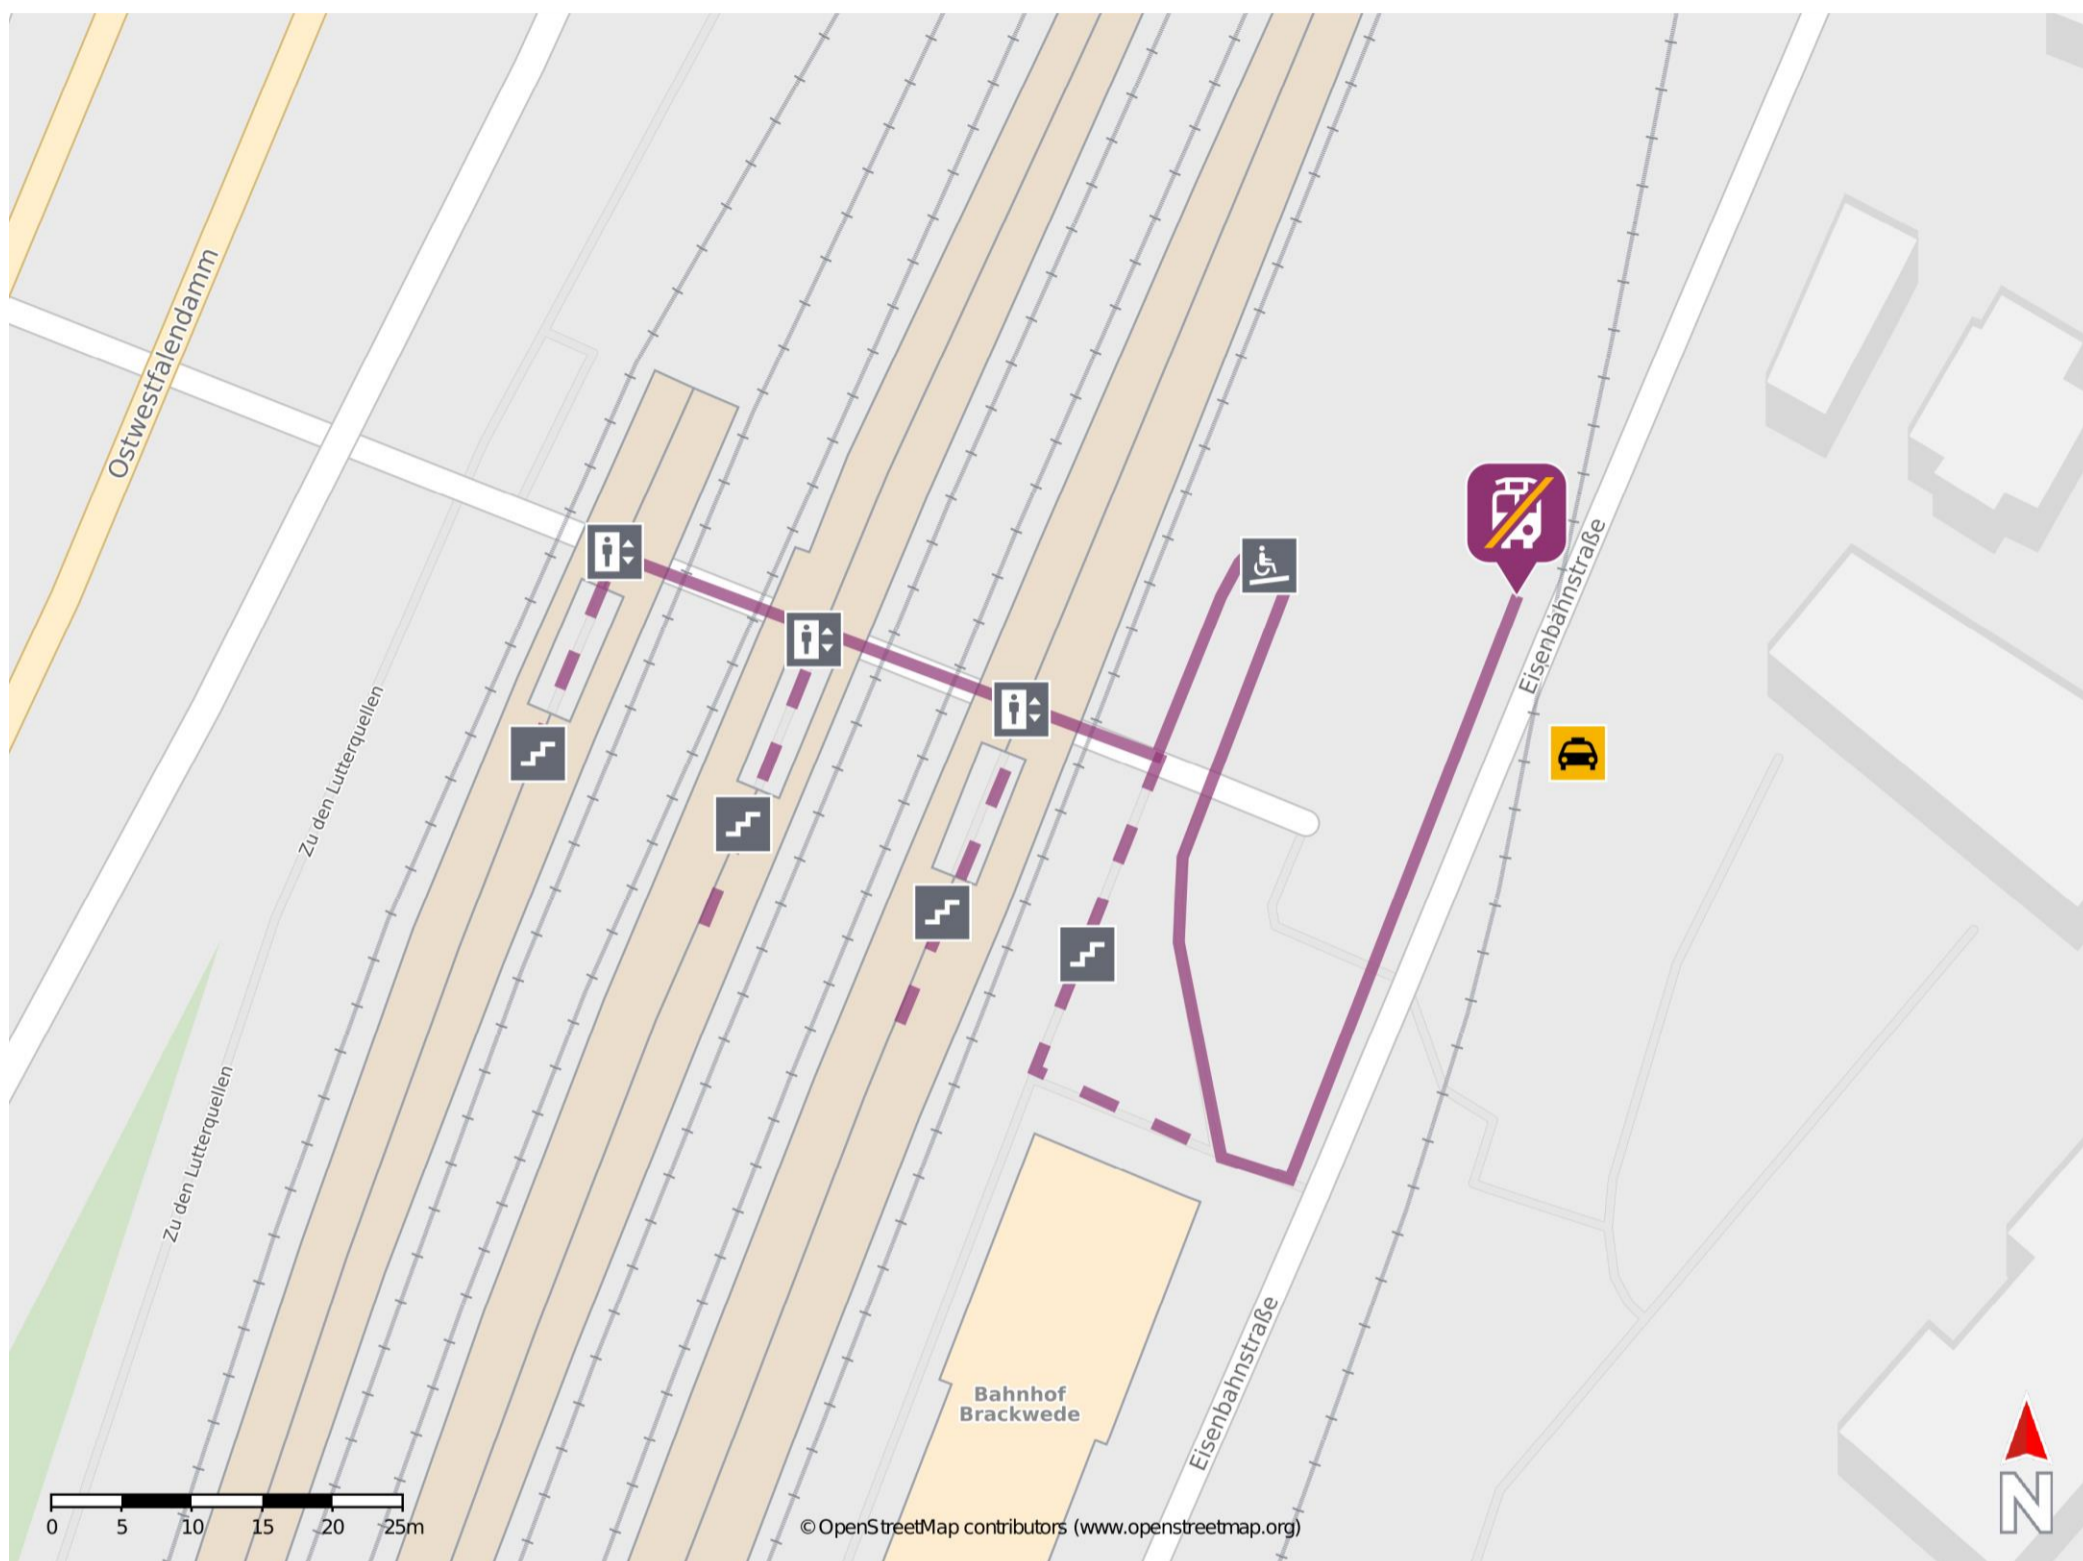 Ostwestfalendamm
Eisenbahnstraße
Zu den Lutterquellen
Zu den Lutterquellen
Eisenbahnstraße
Bahnhof
Brackwede
0 5 10 15 20 25m
© OpenStreetMap contributors (www.openstreetmap.org)
N